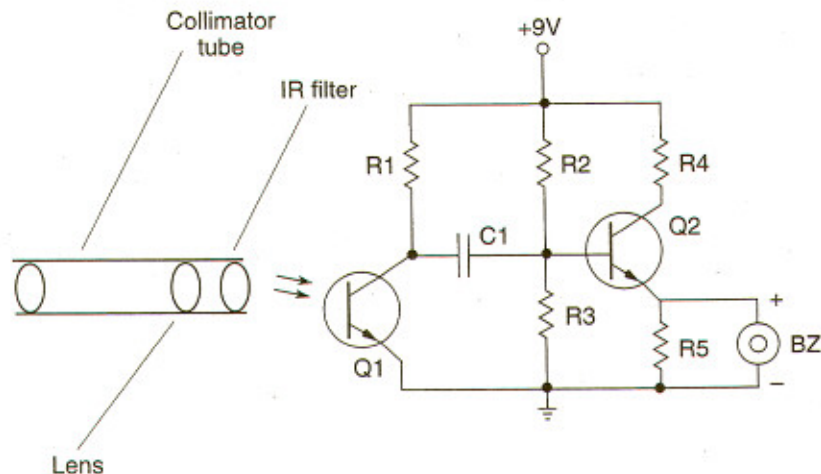 Collimator
tube
IR filter
Lens
+9V
R1
R2
R4
C1
Q2
Q1
R3
R5
+
BZ
−